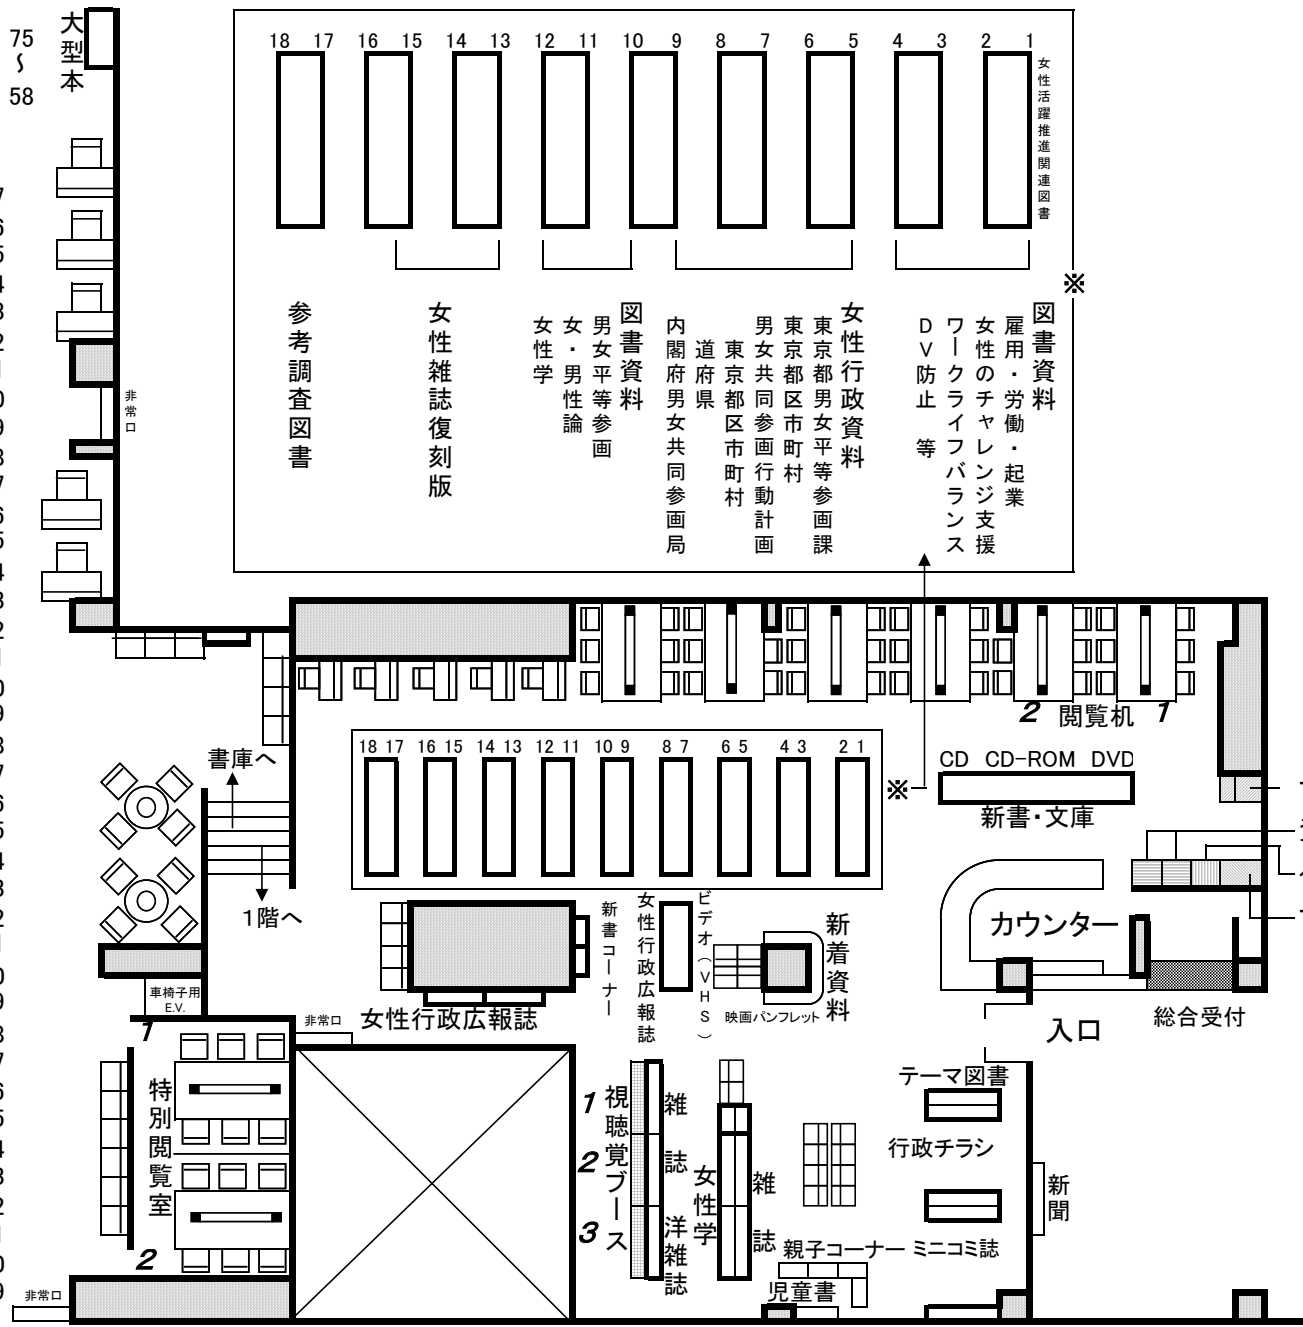 大型本
75
〜
58
18 17 16 15 14 13 12 11 10 9 8 7 6 5 4 3 2 1
女性活躍推進関連図書
※
図書資料
雇用・労働・起業
女性のチャレンジ支援
ワークライフバランス
DV防止 等
女性行政資料
東京都男女平等参画課
東京都区市町村
男女共同参画行動計画
東京都区市町村
道府県
内閣府男女共同参画局
図書資料
男女平等参画
女・男性論
女性学
女性雑誌復刻版
参考調査図書
非常口
2 閲覧机 1
書庫へ
1階へ
18 17 16 15 14 13 12 11 10 9 8 7 6 5 4 3 2 1
※
CD CD-ROM DVD
新書・文庫
カウンター
総合受付
入口
新着資料
映画パンフレット
ビデオ(VHS)
女性行政広報誌
新書コーナー
女性行政広報誌
車椅子用
E.V.
非常口
1
特別閲覧室
2
非常口
1
2
3
視聴覚ブース
雑誌
洋雑誌
女性学
雑誌
テーマ図書
行政チラシ
新聞
親子コーナー
ミニコミ誌
児童書